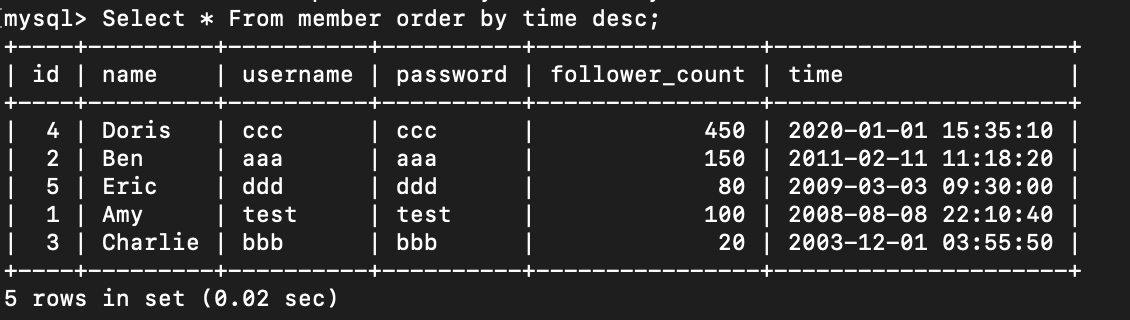 mysql> Select * From member order by time desc;
+----+---------+----------+----------+----------------+---------------------+
| id | name    | username | password | follower_count | time                |
+----+---------+----------+----------+----------------+---------------------+
|  4 | Doris   | ccc      | ccc      |            450 | 2020-01-01 15:35:10 |
|  2 | Ben     | aaa      | aaa      |            150 | 2011-02-11 11:18:20 |
|  5 | Eric    | ddd      | ddd      |             80 | 2009-03-03 09:30:00 |
|  1 | Amy     | test     | test     |            100 | 2008-08-08 22:10:40 |
|  3 | Charlie | bbb      | bbb      |             20 | 2003-12-01 03:55:50 |
+----+---------+----------+----------+----------------+---------------------+
5 rows in set (0.02 sec)